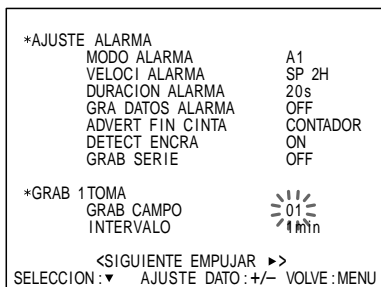 *AJUSTE ALARMA
MODO ALARMA A1
VELOCI ALARMA SP 2H
DURACION ALARMA 20s
GRA DATOS ALARMA OFF
ADVERT FIN CINTA CONTADOR
DETECT ENCRA ON
GRAB SERIE OFF
*GRAB 1TOMA
GRAB CAMPO 01
INTERVALO 1min
<SIGUIENTE EMPUJAR ▸>
SELECCION:▾ AJUSTE DATO:+/− VOLVE:MENU